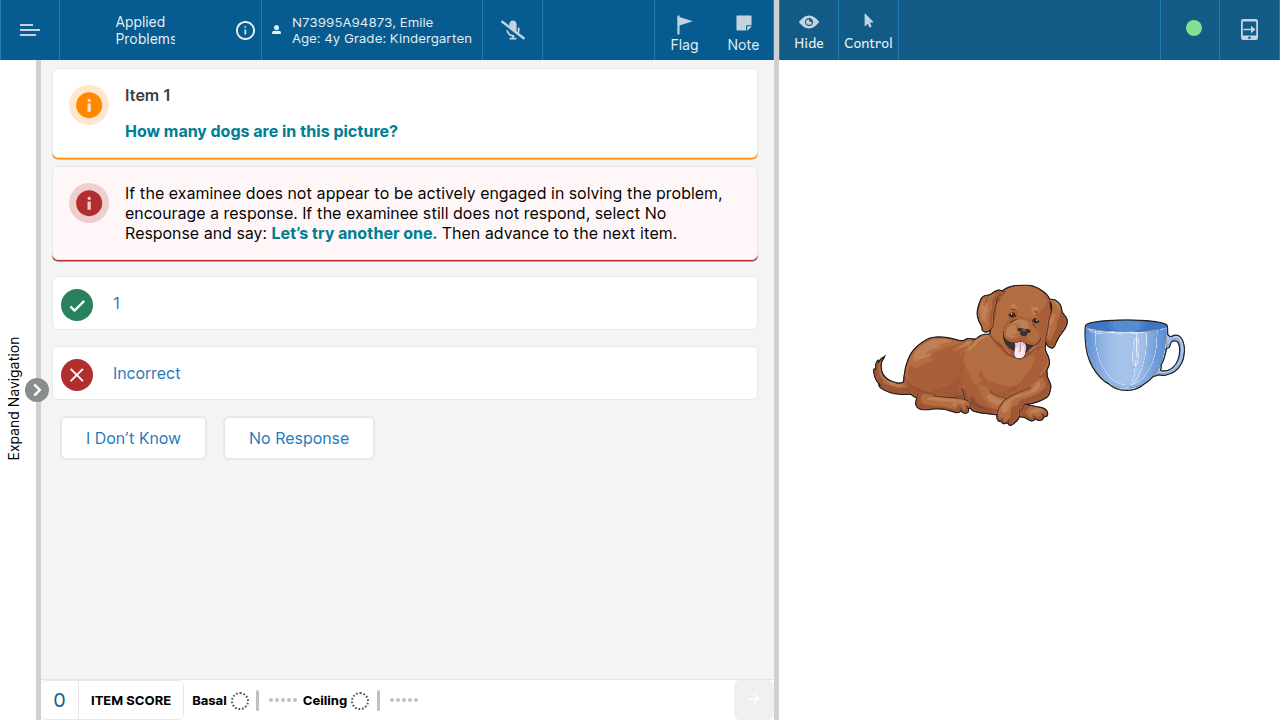 Applied
Problems
N73995A94873, Emile
Age: 4y Grade: Kindergarten
Flag
Note
Hide
Control
Expand Navigation
Item 1
How many dogs are in this picture?
If the examinee does not appear to be actively engaged in solving the problem,
encourage a response. If the examinee still does not respond, select No
Response and say: Let’s try another one. Then advance to the next item.
1
Incorrect
I Don’t Know
No Response
0
ITEM SCORE
Basal
Ceiling